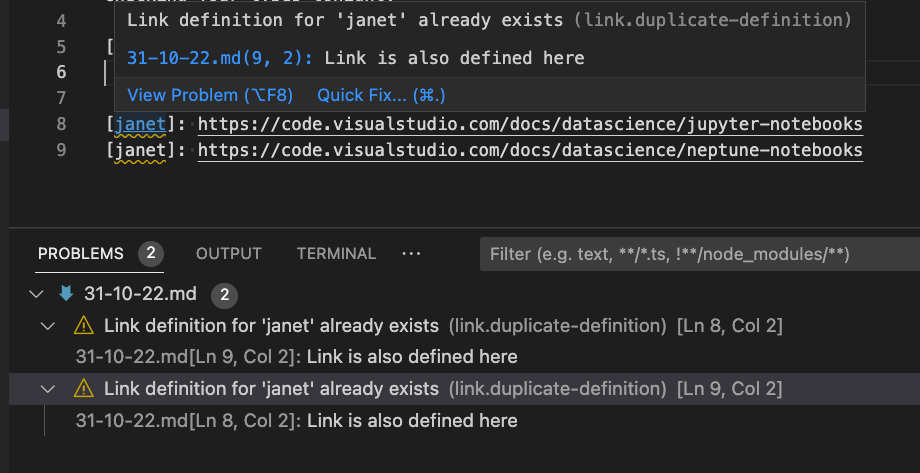 4
Link definition for 'janet' already exists (link.duplicate-definition)
5 [
31-10-22.md(9, 2): Link is also defined here
6
7
View Problem (⌥F8) Quick Fix... (⌘.)
8 [janet]: https://code.visualstudio.com/docs/datascience/jupyter-notebooks
9 [janet]: https://code.visualstudio.com/docs/datascience/neptune-notebooks
PROBLEMS 2 OUTPUT TERMINAL ··· Filter (e.g. text, **/*.ts, !**/node_modules/**)
31-10-22.md 2
Link definition for 'janet' already exists (link.duplicate-definition) [Ln 8, Col 2]
31-10-22.md[Ln 9, Col 2]: Link is also defined here
Link definition for 'janet' already exists (link.duplicate-definition) [Ln 9, Col 2]
31-10-22.md[Ln 8, Col 2]: Link is also defined here